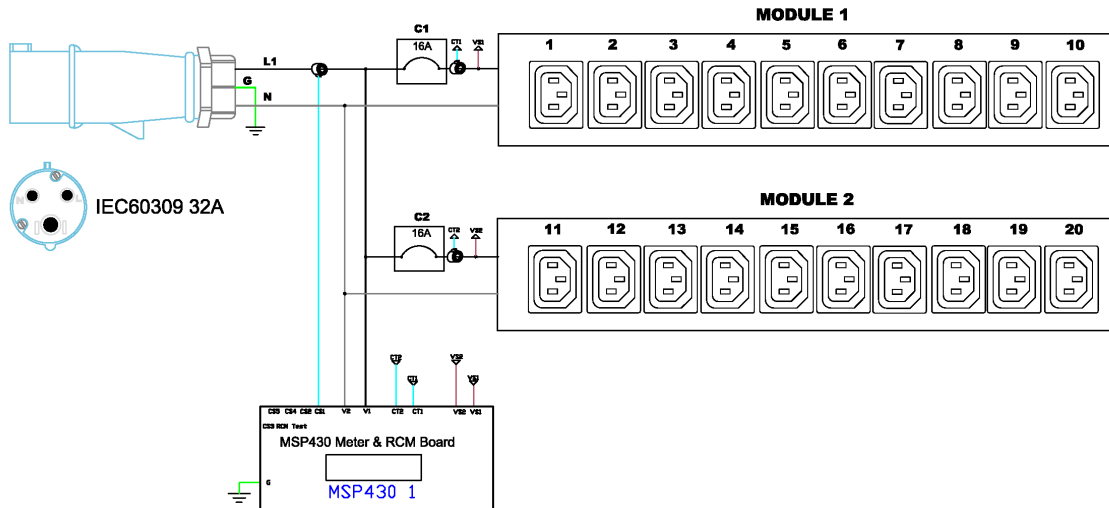 MODULE 1
C1
16A
CT1
VS1
1 2 3 4 5 6 7 8 9 10
L1
G
N
N L
IEC60309 32A
MODULE 2
C2
16A
CT2
VS2
11 12 13 14 15 16 17 18 19 20
CT2
VS2
CT1
VS1
CS4 CS2 CS1 V2 V1 CT2 CT1 VS2 VS1
RCM Test
MSP430 Meter & RCM Board
G
MSP430 1